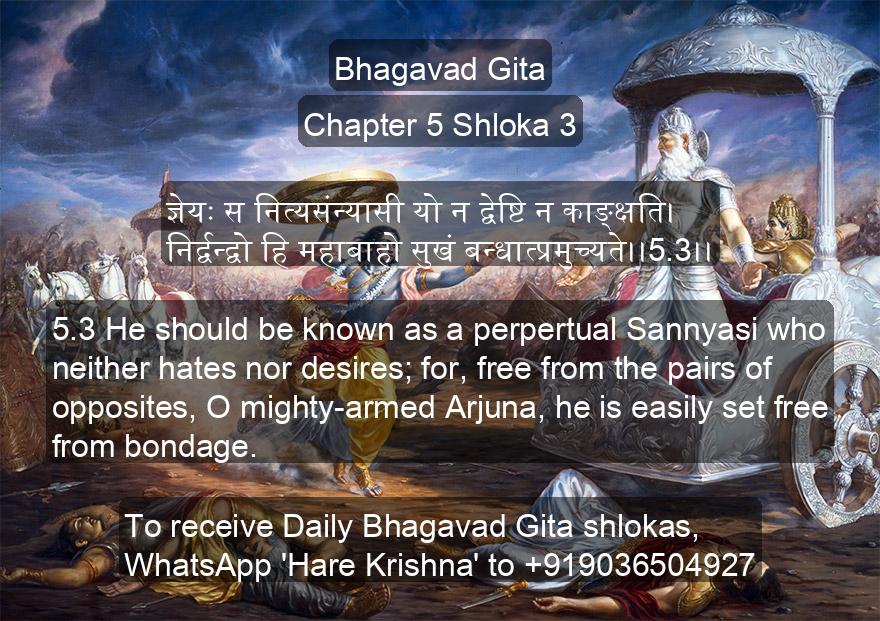 Bhagavad Gita
Chapter 5 Shloka 3
ज्ञेयः स नित्यसंन्यासी यो न द्वेष्टि न काङ्क्षति।
निर्द्वन्द्वो हि महाबाहो सुखं बन्धात्प्रमुच्यते।।5.3।।
5.3 He should be known as a perpertual Sannyasi who
neither hates nor desires; for, free from the pairs of
opposites, O mighty-armed Arjuna, he is easily set free
from bondage.
To receive Daily Bhagavad Gita shlokas,
WhatsApp 'Hare Krishna' to +919036504927